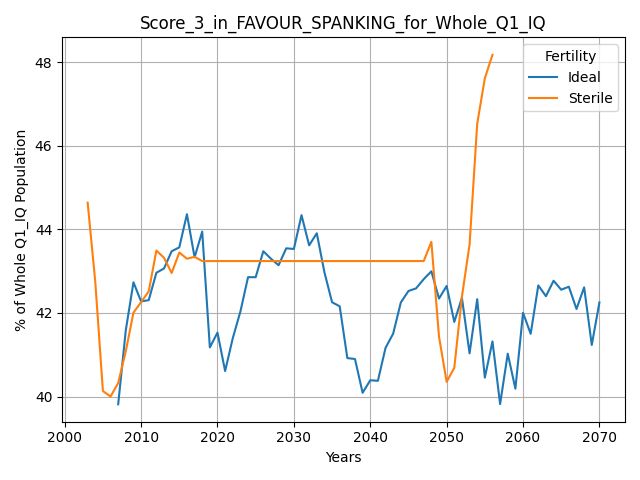 Score_3_in_FAVOUR_SPANKING_for_Whole_Q1_IQ
Fertility
Ideal
Sterile
% of Whole Q1_IQ Population
48
46
44
42
40
2000 2010 2020 2030 2040 2050 2060 2070
Years